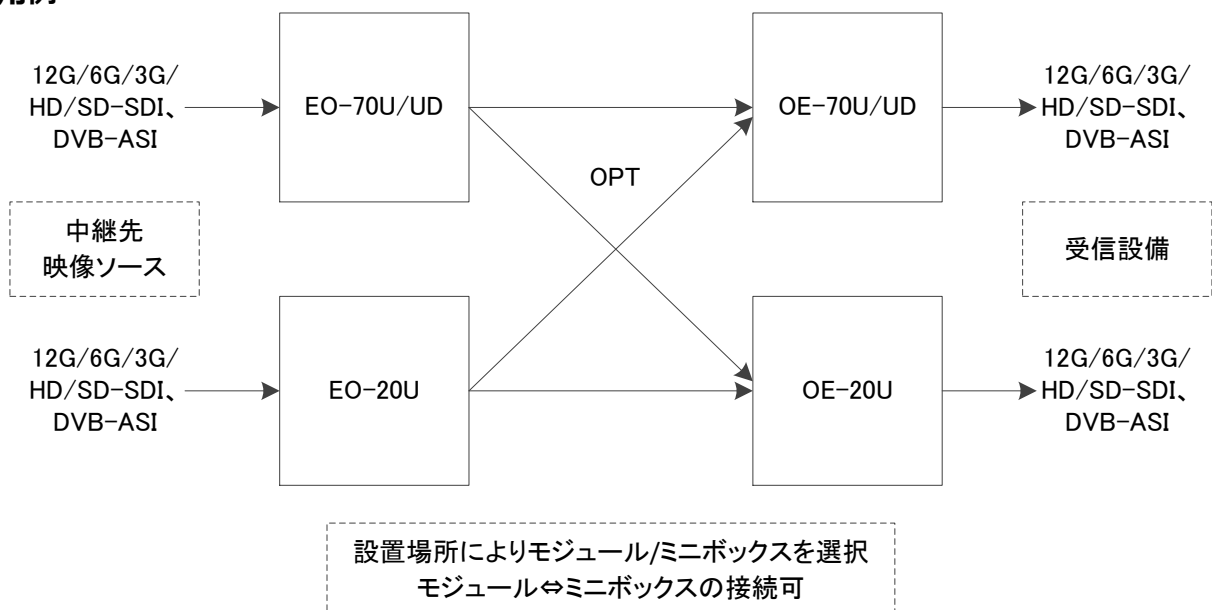 12G/6G/3G/
HD/SD-SDI、
DVB-ASI
EO-70U/UD
OE-70U/UD
12G/6G/3G/
HD/SD-SDI、
DVB-ASI
OPT
中継先
映像ソース
受信設備
12G/6G/3G/
HD/SD-SDI、
DVB-ASI
EO-20U
OE-20U
12G/6G/3G/
HD/SD-SDI、
DVB-ASI
設置場所によりモジュール/ミニボックスを選択
モジュール⇔ミニボックスの接続可